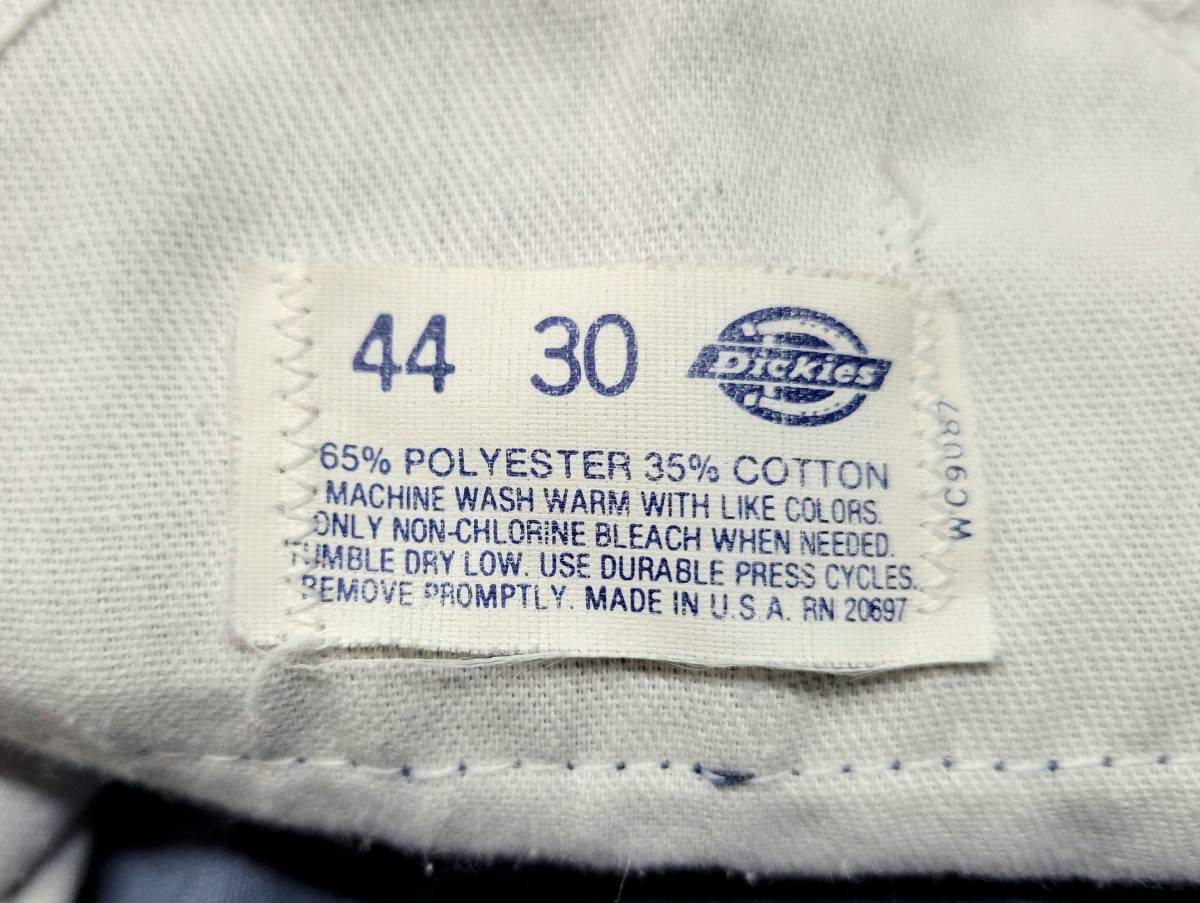 44 30 Dickies
65% POLYESTER 35% COTTON
MACHINE WASH WARM WITH LIKE COLORS.
ONLY NON-CHLORINE BLEACH WHEN NEEDED.
TUMBLE DRY LOW. USE DURABLE PRESS CYCLES.
REMOVE PROMPTLY. MADE IN U.S.A. RN 20697
WC9087